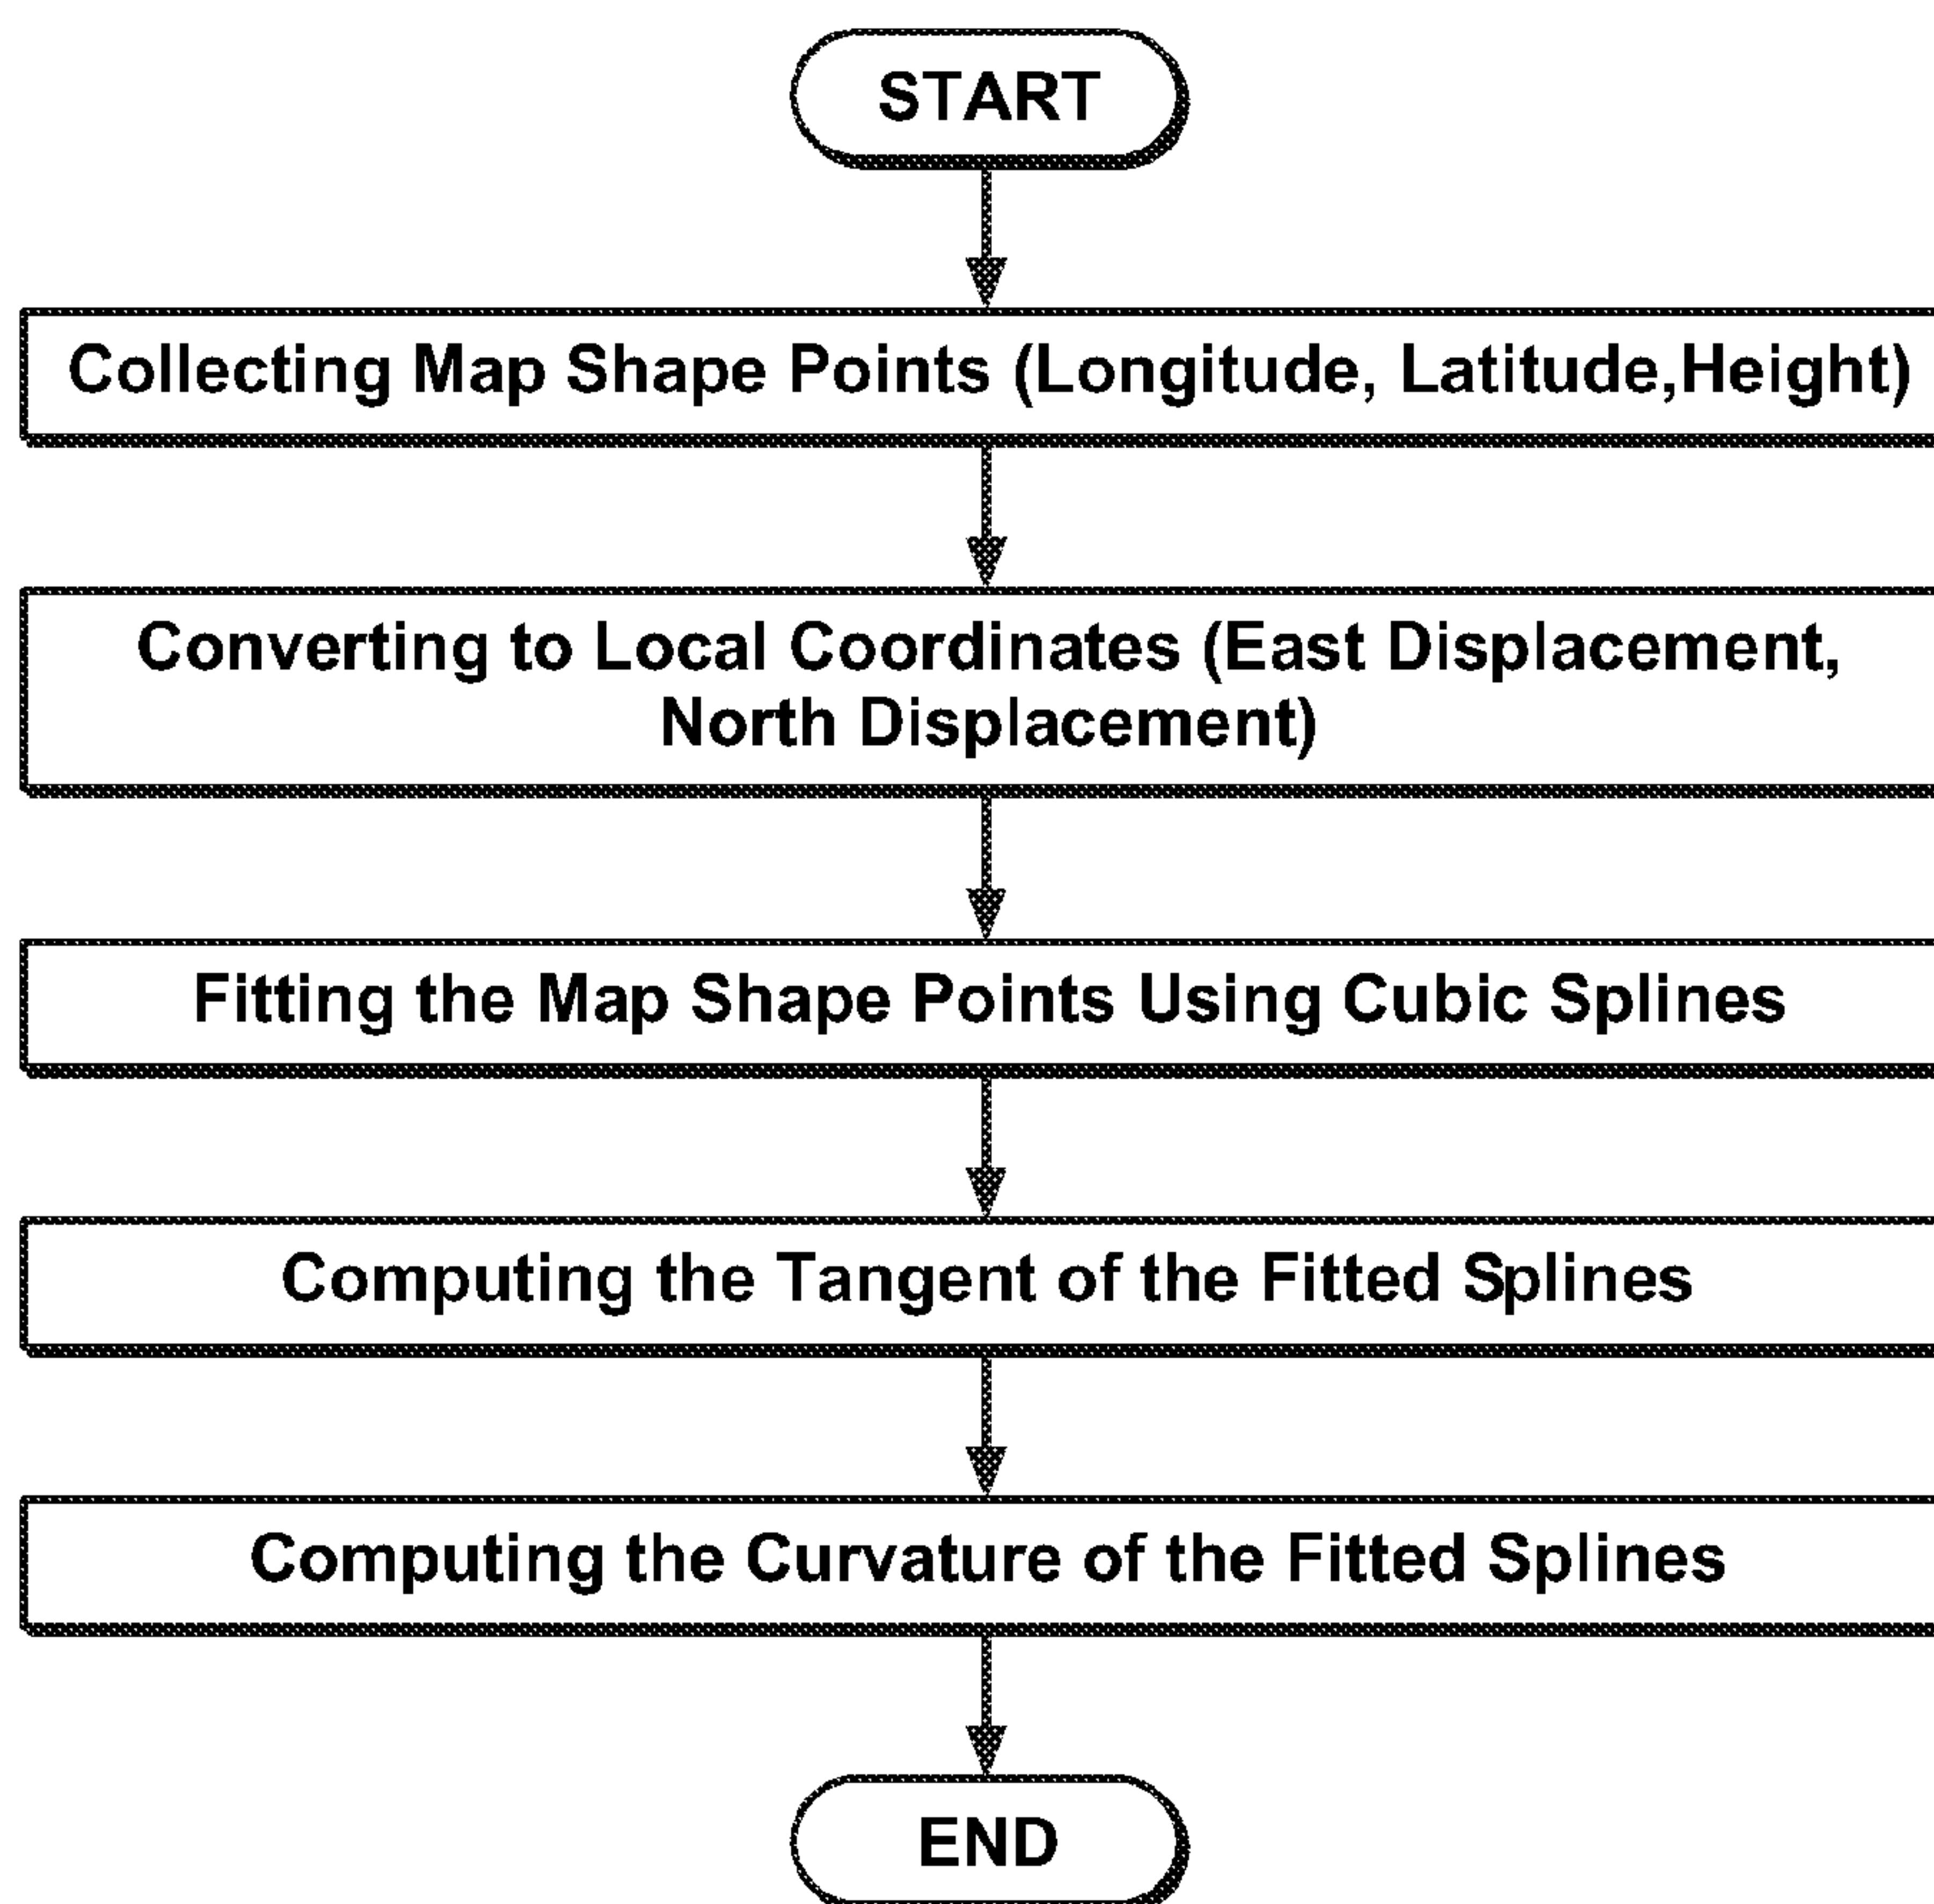 START
Collecting Map Shape Points (Longitude, Latitude,Height)
Converting to Local Coordinates (East Displacement,
North Displacement)
Fitting the Map Shape Points Using Cubic Splines
Computing the Tangent of the Fitted Splines
Computing the Curvature of the Fitted Splines
END